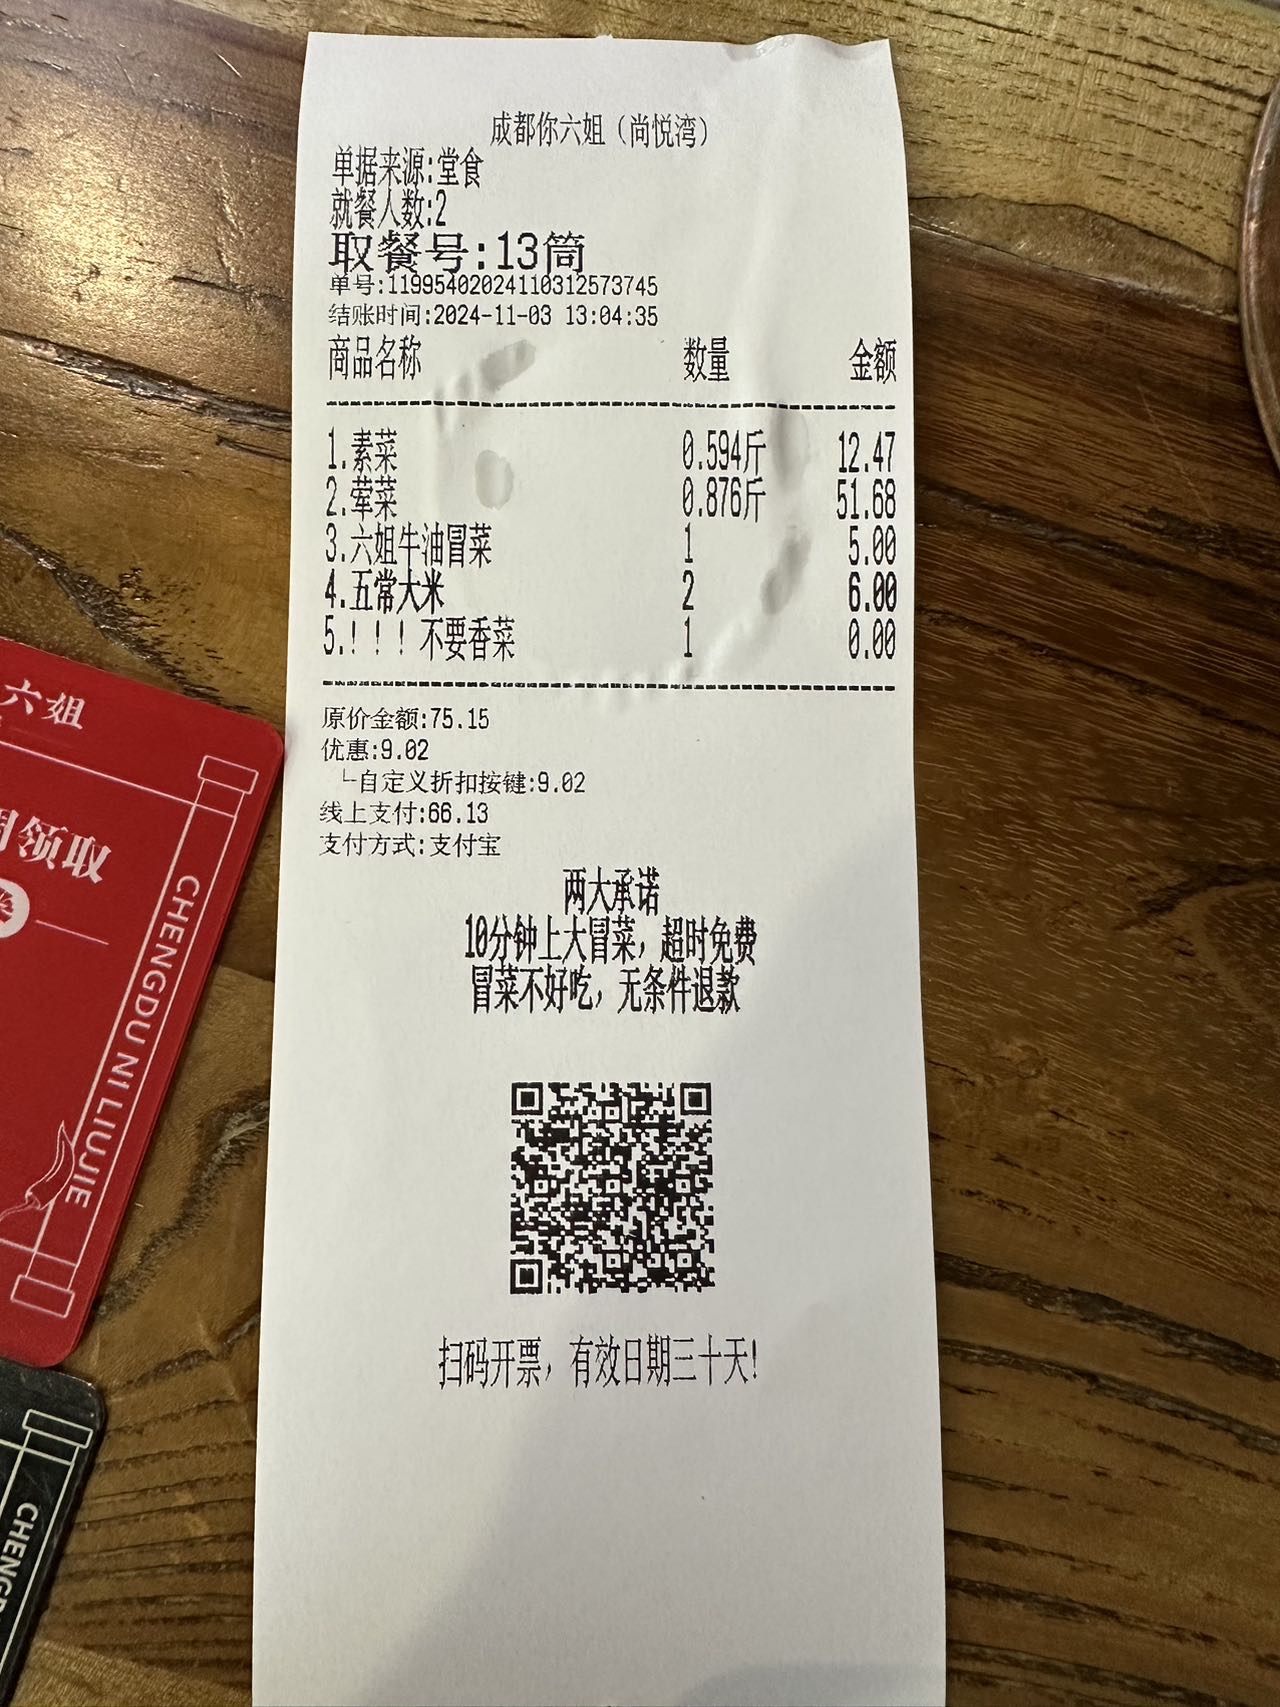 成都你六姐（尚悦湾）
单据来源:堂食
就餐人数:2
取餐号:13筒
单号:11995402024110312573745
结账时间:2024-11-03 13:04:35
商品名称 数量 金额
1.素菜 0.594斤 12.47
2.荤菜 0.876斤 51.68
3.六姐牛油冒菜 1 5.00
4.五常大米 2 6.00
5.！！！不要香菜 1 0.00
原价金额:75.15
优惠:9.02
└自定义折扣按键:9.02
线上支付:66.13
支付方式:支付宝
两大承诺
10分钟上大冒菜，超时免费
冒菜不好吃，无条件退款
扫码开票，有效日期三十天!
六姐
领取
CHENGDU NI LIUJIE
CHENGD